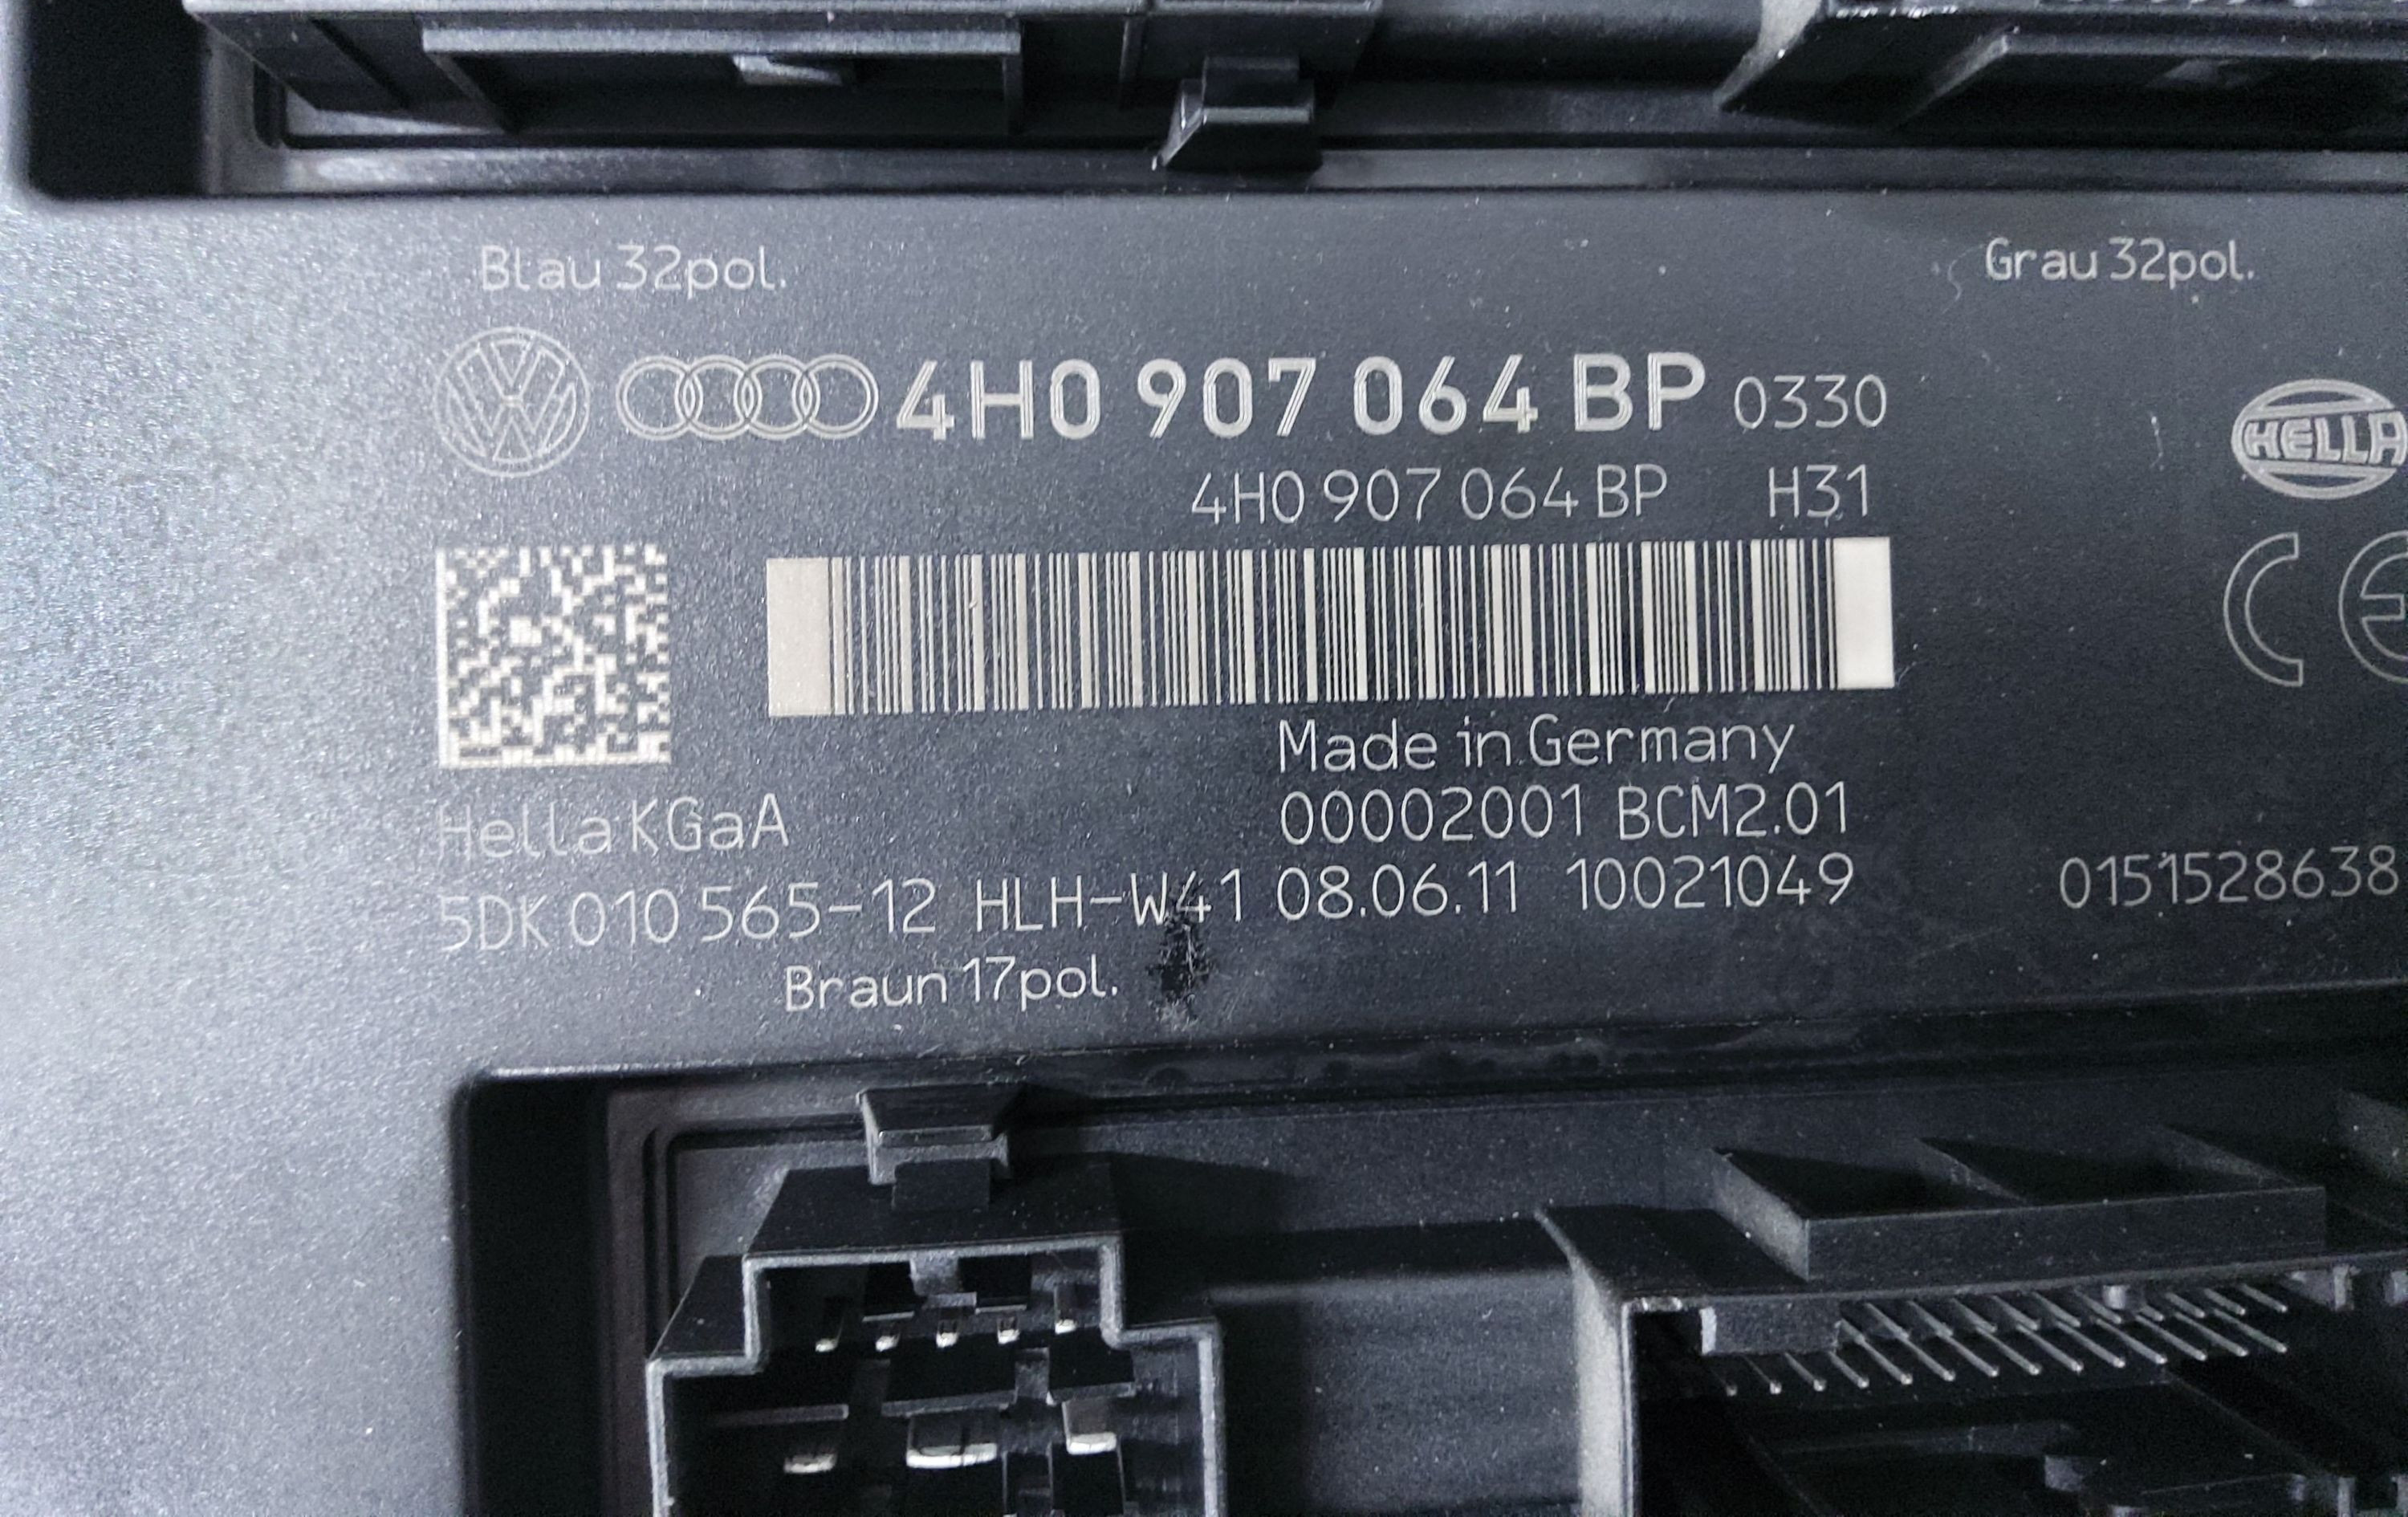 Blau 32pol.
Grau 32pol.
4H0 907 064 BP 0330
HELLA
4H0 907 064 BP H31
CE
Made in Germany
Hella KGaA
00002001 BCM2.01
5DK 010 565-12 HLH-W41 08.06.11 10021049
0151528638
Braun 17pol.